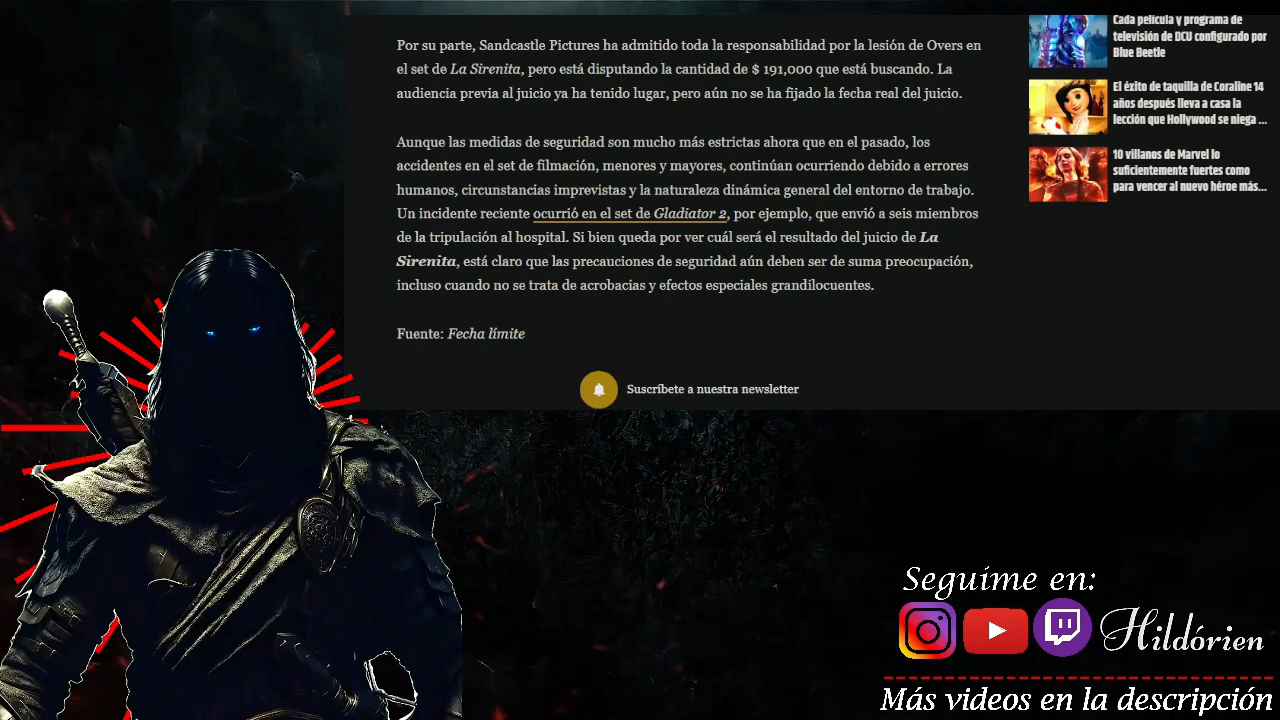 Por su parte, Sandcastle Pictures ha admitido toda la responsabilidad por la lesión de Overs en
el set de La Sirenita, pero está disputando la cantidad de $ 191,000 que está buscando. La
audiencia previa al juicio ya ha tenido lugar, pero aún no se ha fijado la fecha real del juicio.
Aunque las medidas de seguridad son mucho más estrictas ahora que en el pasado, los
accidentes en el set de filmación, menores y mayores, continúan ocurriendo debido a errores
humanos, circunstancias imprevistas y la naturaleza dinámica general del entorno de trabajo.
Un incidente reciente ocurrió en el set de Gladiator 2, por ejemplo, que envió a seis miembros
de la tripulación al hospital. Si bien queda por ver cuál será el resultado del juicio de La
Sirenita, está claro que las precauciones de seguridad aún deben ser de suma preocupación,
incluso cuando no se trata de acrobacias y efectos especiales grandilocuentes.
Fuente: Fecha límite
Suscríbete a nuestra newsletter
Cada película y programa de
televisión de DCU configurado por
Blue Beetle
El éxito de taquilla de Coraline 14
años después lleva a casa la
lección que Hollywood se niega ...
10 villanos de Marvel lo
suficientemente fuertes como
para vencer al nuevo héroe más...
Seguime en:
Hildórien
Más videos en la descripción